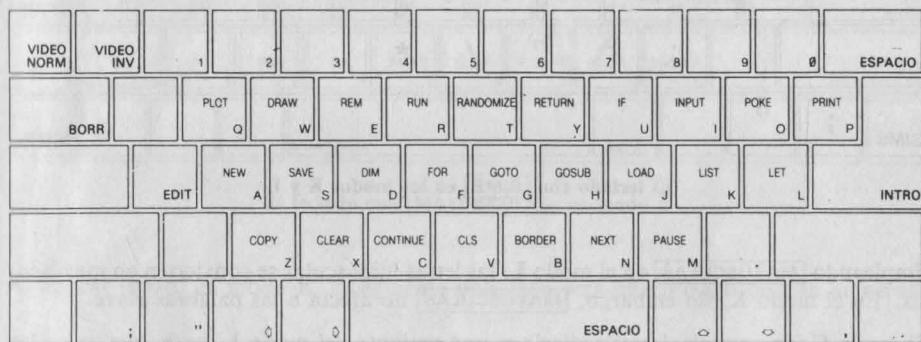 VIDEO NORM VIDEO INV 1 2 3 4 5 6 7 8 9 0 ESPACIO
BORR PLOT Q DRAW W REM E RUN R RANDOMIZE T RETURN Y IF U INPUT I POKE O PRINT P
EDIT NEW A SAVE S DIM D FOR F GOTO G GOSUB H LOAD J LIST K LET L INTRO
COPY Z CLEAR X CONTINUE C CLS V BORDER B NEXT N PAUSE M
; " ESPACIO , .